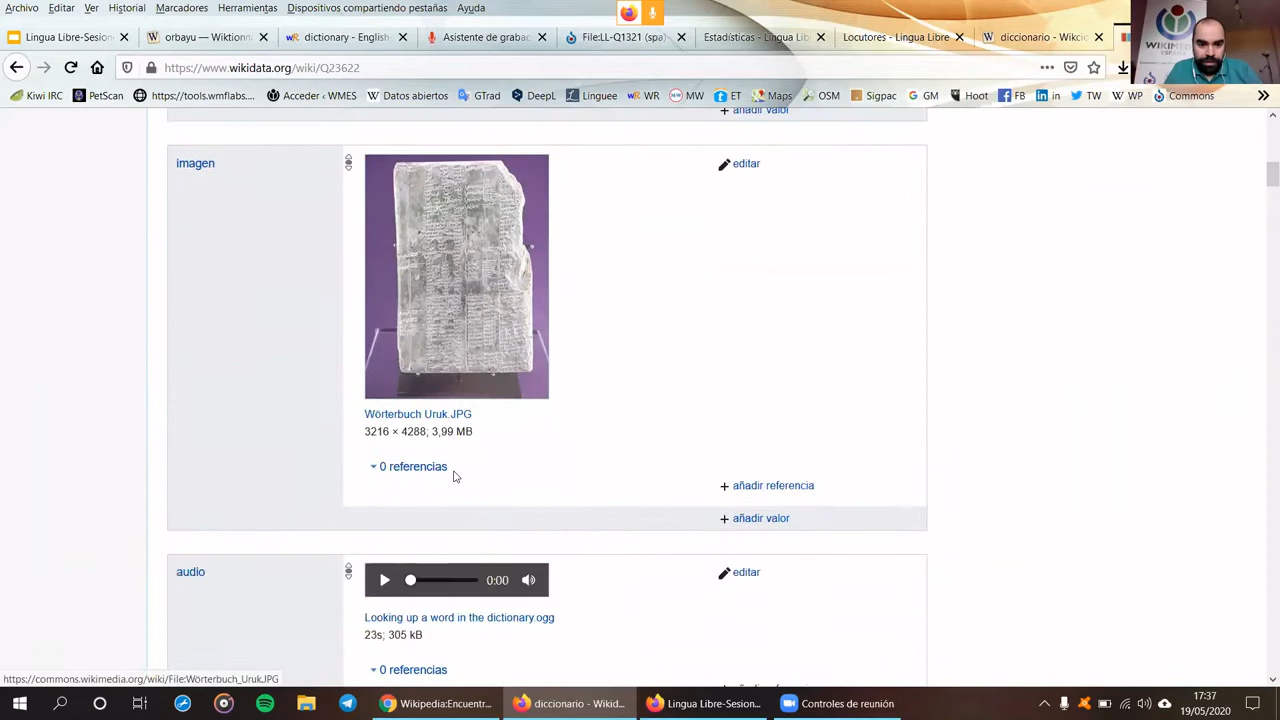 Archivo Editar Ver Historial Marcadores Herramientas Dispositivos compartiendo pestañas Ayuda
Lingua Libre-Sesion
orbayu — Wiktionn
dictionary - English
Asistente de grabac
File:LL-Q1321 (spa)-
Estadísticas - Lingua Lib
Locutores - Lingua Libre
diccionario - Wikcio
https://www.wikidata.org/wiki/Q23622
WIKIMEDIA
ESPAÑA
Kiwi IRC
PetScan
https://tools.wmflabs...
Acceder · WMES
Datos abiertos
GTrad
DeepL
Linguee
WR
MW
ET
Maps
OSM
Sigpac
GM
Hoot
FB
in
TW
WP
Commons
+ añadir valor
imagen
editar
Wörterbuch Uruk.JPG
3216 × 4288; 3,99 MB
0 referencias
+ añadir referencia
+ añadir valor
audio
editar
0:00
Looking up a word in the dictionary.ogg
23s; 305 kB
0 referencias
https://commons.wikimedia.org/wiki/File:Wörterbuch_Uruk.JPG
Wikipedia:Encuentr...
diccionario - Wikid...
Lingua Libre-Sesion...
Controles de reunión
17:37
19/05/2020